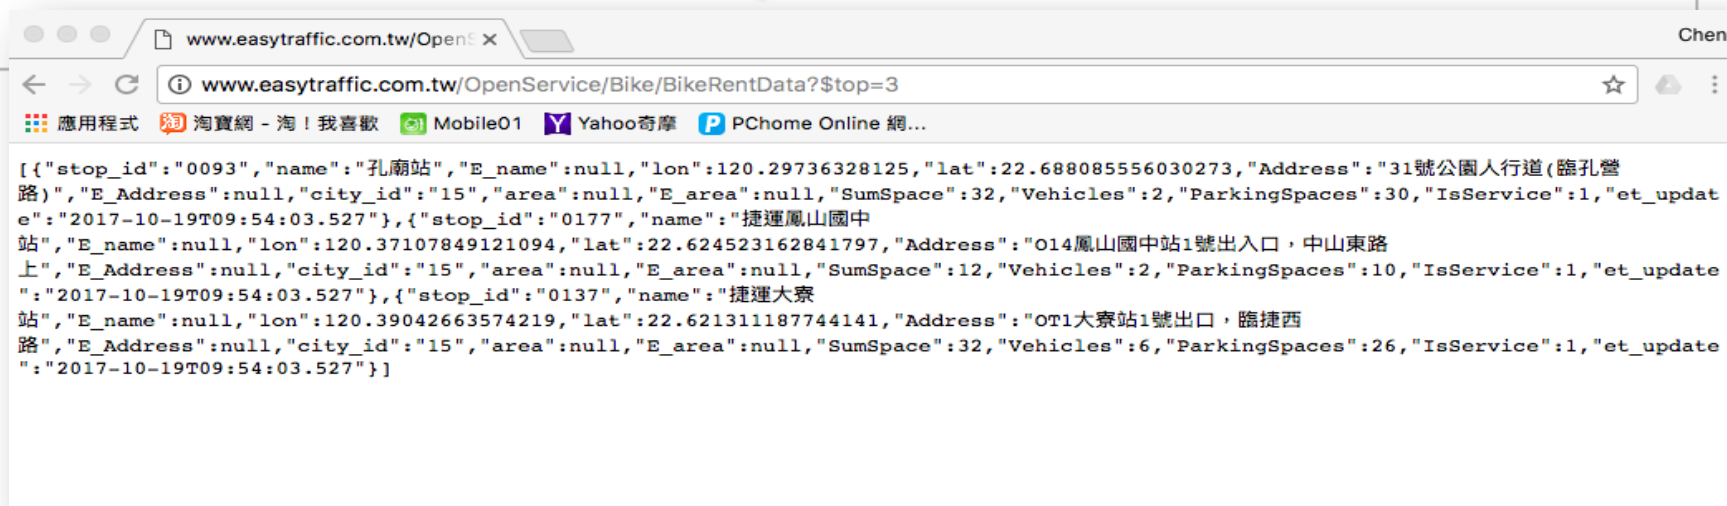 www.easytraffic.com.tw/OpenS
Chen
www.easytraffic.com.tw/OpenService/Bike/BikeRentData?$top=3
應用程式 淘 淘寶網 - 淘！我喜歡 Mobile01 Y Yahoo奇摩 P PChome Online 網...
[{"stop_id":"0093","name":"孔廟站","E_name":null,"lon":120.29736328125,"lat":22.688085556030273,"Address":"31號公園人行道(臨孔營
路)","E_Address":null,"city_id":"15","area":null,"E_area":null,"SumSpace":32,"Vehicles":2,"ParkingSpaces":30,"IsService":1,"et_updat
e":"2017-10-19T09:54:03.527"},{"stop_id":"0177","name":"捷運鳳山國中
站","E_name":null,"lon":120.37107849121094,"lat":22.624523162841797,"Address":"O14鳳山國中站1號出入口，中山東路
上","E_Address":null,"city_id":"15","area":null,"E_area":null,"SumSpace":12,"Vehicles":2,"ParkingSpaces":10,"IsService":1,"et_update
":"2017-10-19T09:54:03.527"},{"stop_id":"0137","name":"捷運大寮
站","E_name":null,"lon":120.39042663574219,"lat":22.621311187744141,"Address":"OT1大寮站1號出口，臨捷西
路","E_Address":null,"city_id":"15","area":null,"E_area":null,"SumSpace":32,"Vehicles":6,"ParkingSpaces":26,"IsService":1,"et_update
":"2017-10-19T09:54:03.527"}]